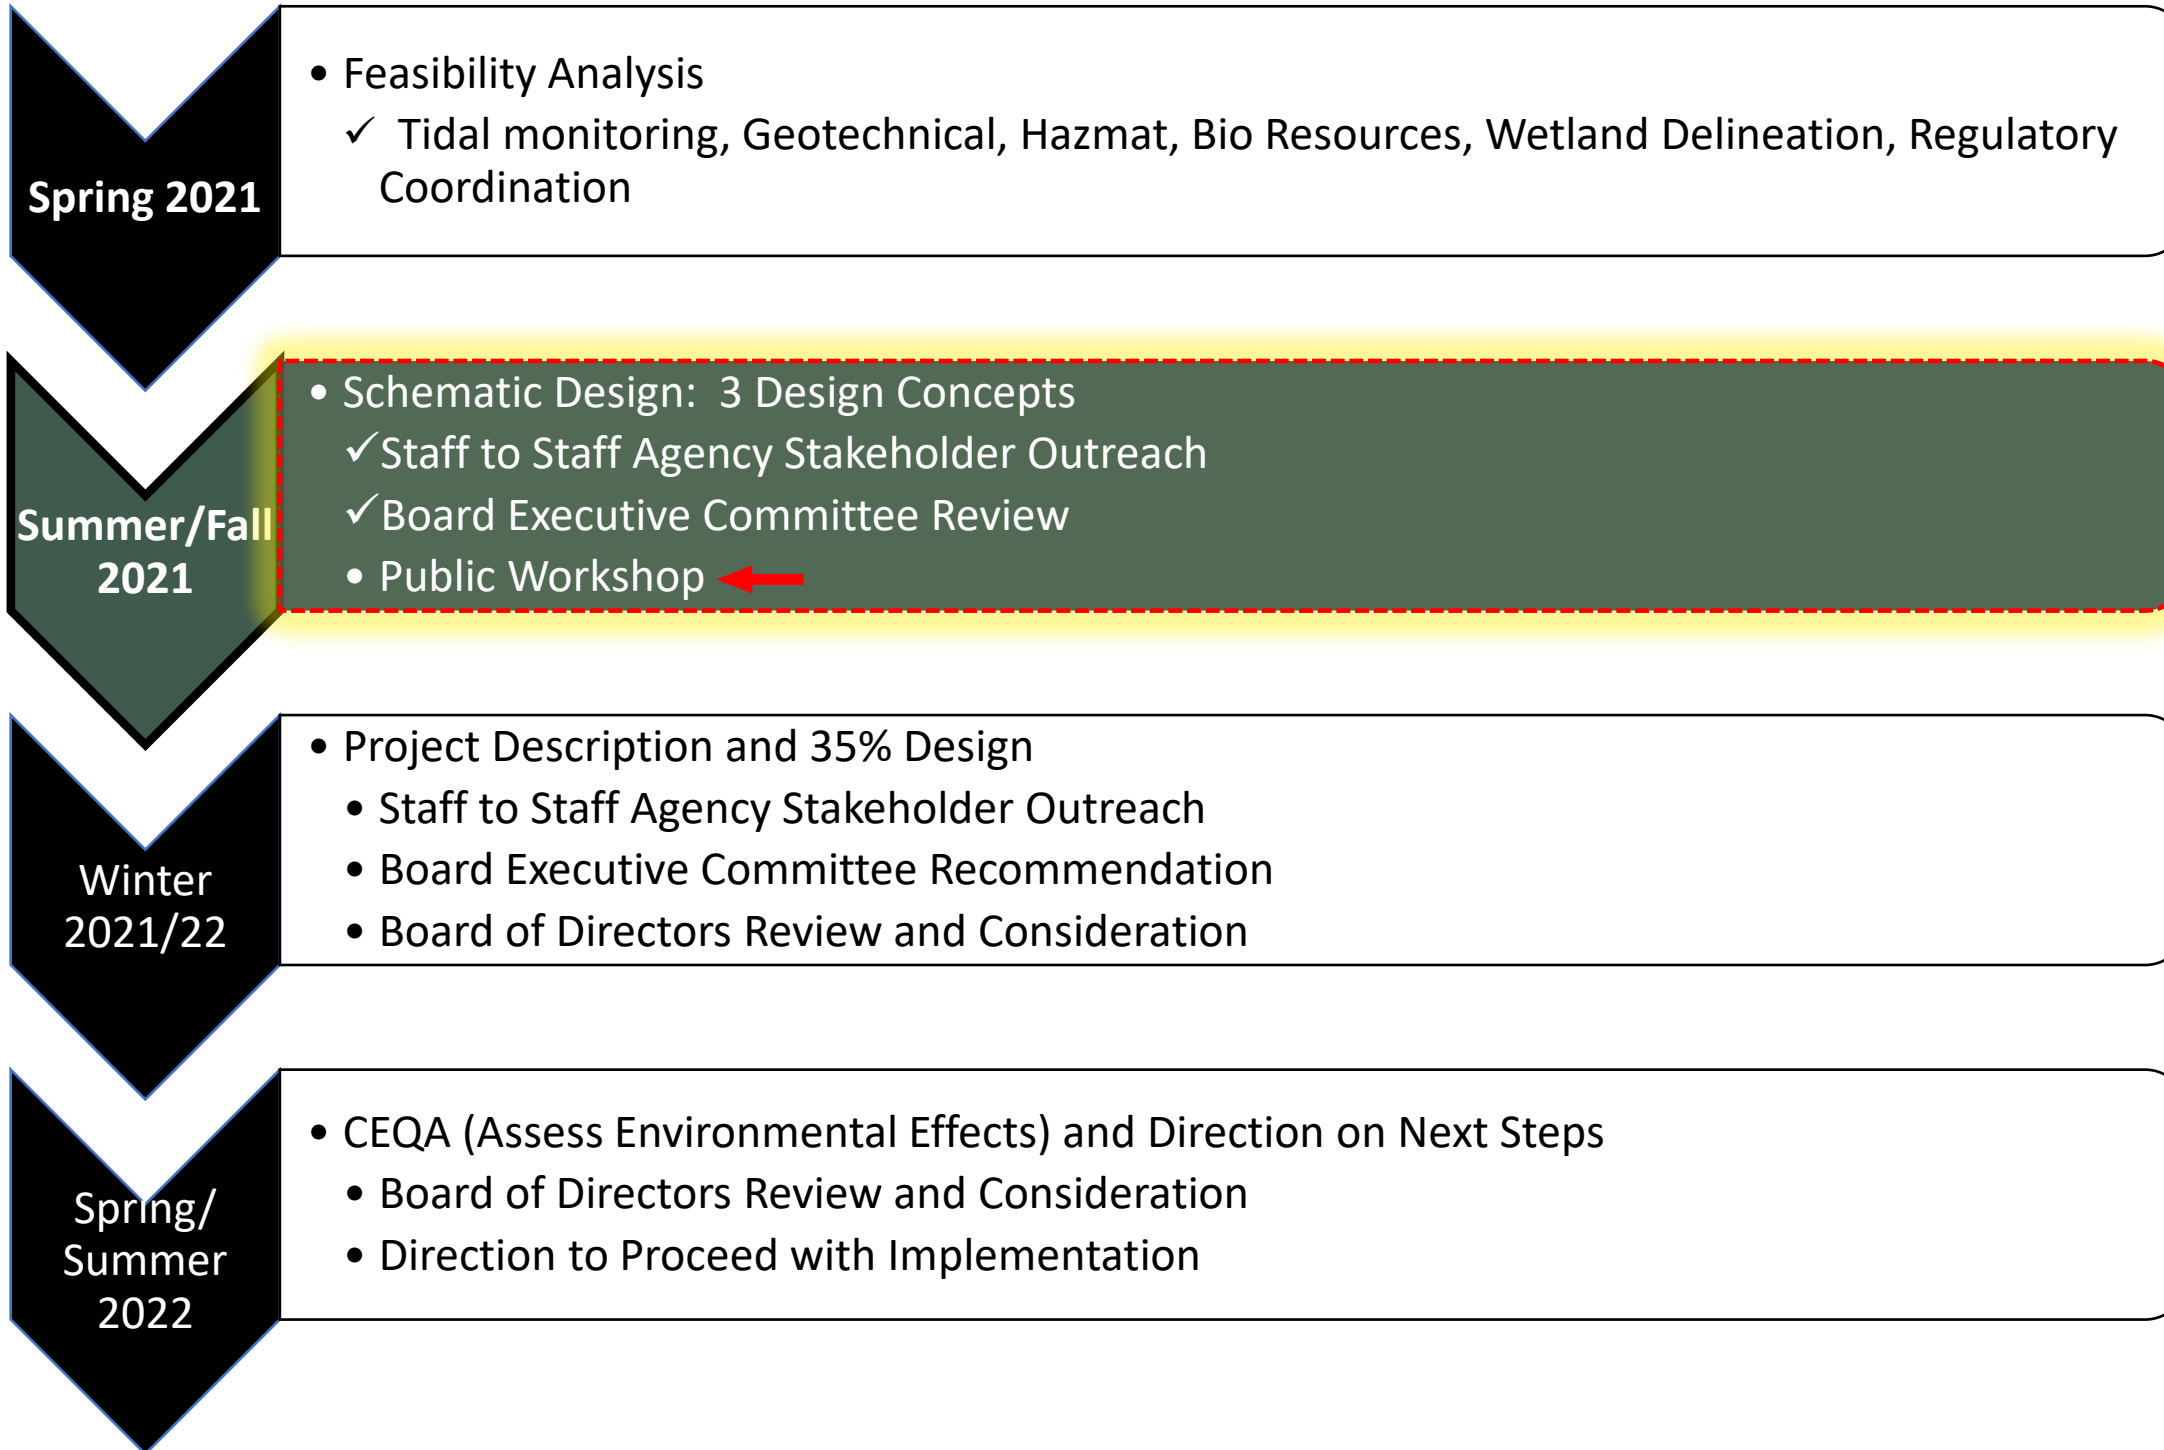 Spring 2021
• Feasibility Analysis
✓ Tidal monitoring, Geotechnical, Hazmat, Bio Resources, Wetland Delineation, Regulatory
Coordination
Summer/Fall
2021
• Schematic Design:  3 Design Concepts
✓Staff to Staff Agency Stakeholder Outreach
✓Board Executive Committee Review
• Public Workshop
Winter
2021/22
• Project Description and 35% Design
• Staff to Staff Agency Stakeholder Outreach
• Board Executive Committee Recommendation
• Board of Directors Review and Consideration
Spring/
Summer
2022
• CEQA (Assess Environmental Effects) and Direction on Next Steps
• Board of Directors Review and Consideration
• Direction to Proceed with Implementation